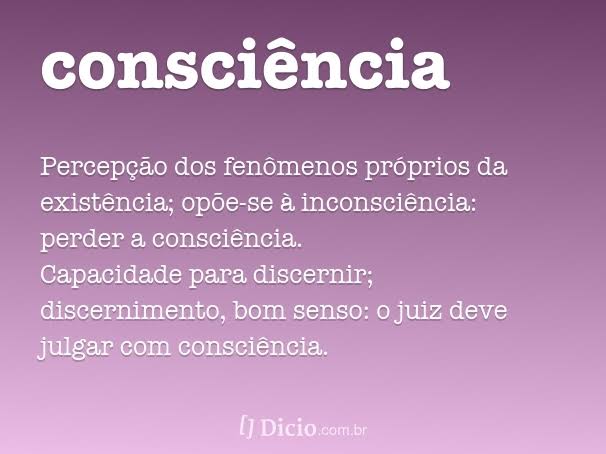 consciência
Percepção dos fenômenos próprios da
existência; opõe-se à inconsciência:
perder a consciência.
Capacidade para discernir;
discernimento, bom senso: o juiz deve
julgar com consciência.
Dicio.com.br